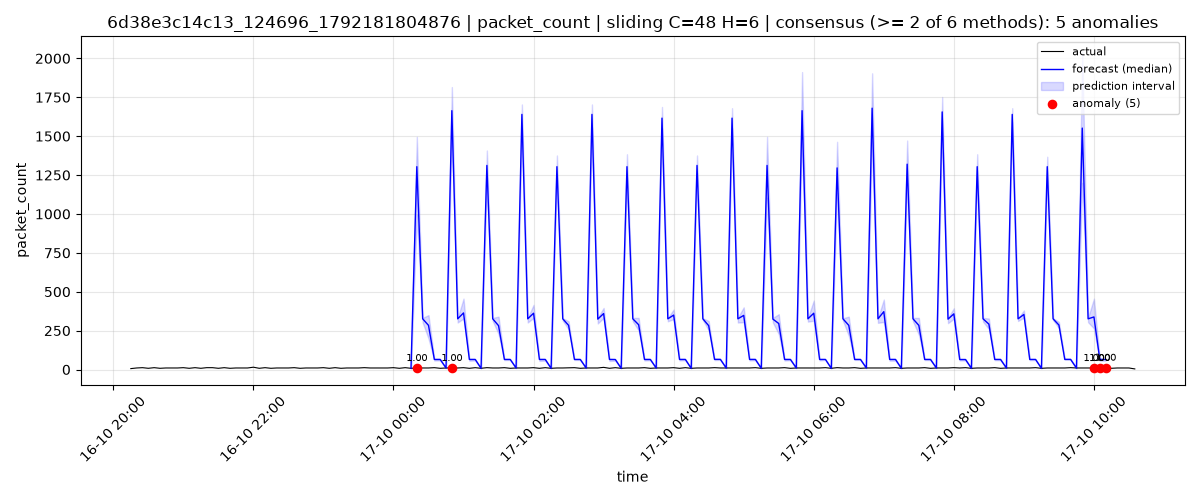 6d38e3c14c13_124696_1792181804876 | packet_count | sliding C=48 H=6 | consensus (>= 2 of 6 methods): 5 anomalies
actual
forecast (median)
prediction interval
anomaly (5)
packet_count
2000
1750
1500
1250
1000
750
500
250
0
1.00
1.00
16-10 20:00
16-10 22:00
17-10 00:00
17-10 02:00
17-10 04:00
17-10 06:00
17-10 08:00
17-10 10:00
time